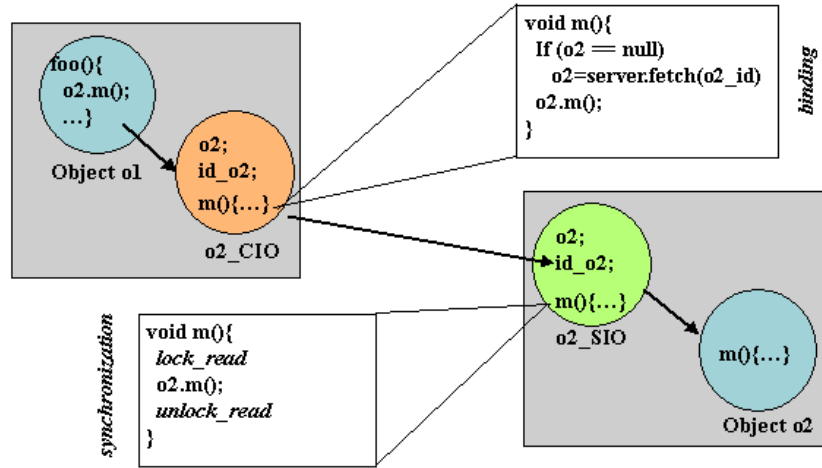 foo(){
o2.m();
...}
Object o1
o2;
id_o2;
m(){...}
o2_CIO
void m(){
If (o2 == null)
o2=server.fetch(o2_id)
o2.m();
}
binding
o2;
id_o2;
m(){...}
o2_SIO
m(){...}
Object o2
void m(){
lock_read
o2.m();
unlock_read
}
synchronization